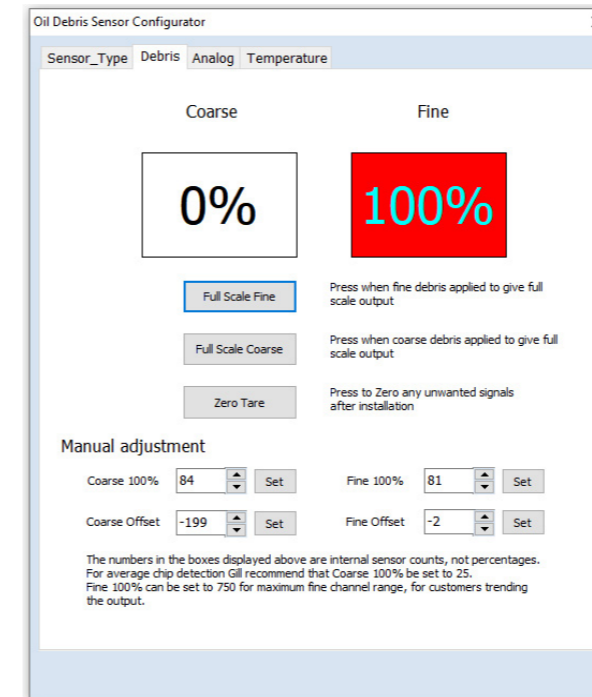 Oil Debris Sensor Configurator
Sensor_Type Debris Analog Temperature
Coarse Fine
0% 100%
Full Scale Fine
Press when fine debris applied to give full
scale output
Full Scale Coarse
Press when coarse debris applied to give full
scale output
Zero Tare
Press to Zero any unwanted signals
after installation
Manual adjustment
Coarse 100% 84 Set Fine 100% 81 Set
Coarse Offset -199 Set Fine Offset -2 Set
The numbers in the boxes displayed above are internal sensor counts, not percentages.
For average chip detection Gill recommend that Coarse 100% be set to 25.
Fine 100% can be set to 750 for maximum fine channel range, for customers trending
the output.